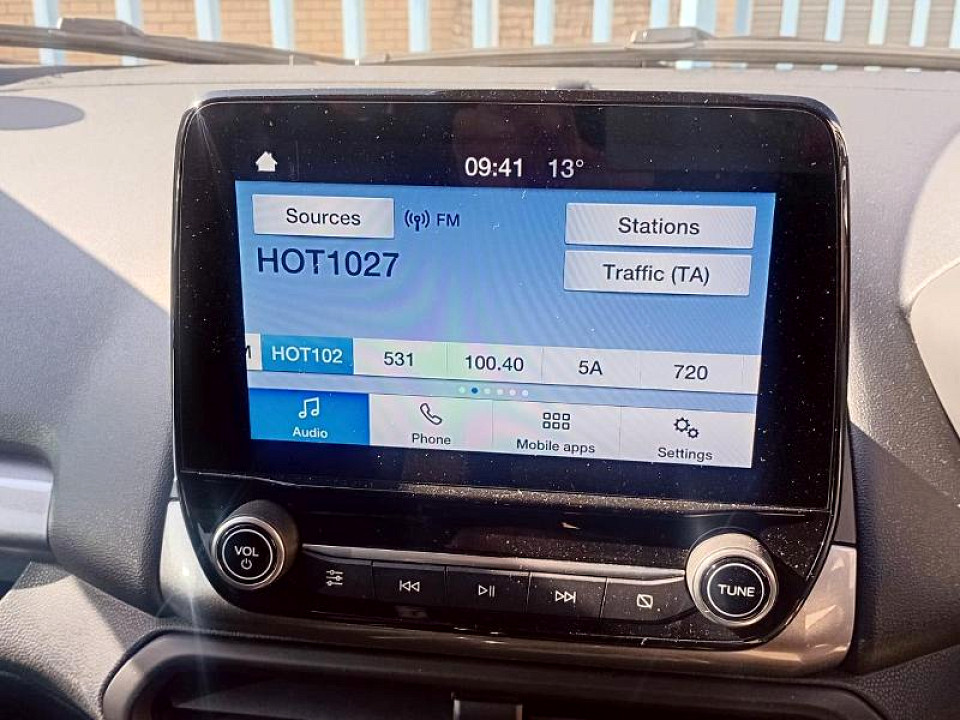 09:41 13°
Sources FM Stations
HOT1027
Traffic (TA)
HOT102 531 100.40 5A 720
Audio Phone Mobile apps Settings
VOL
TUNE